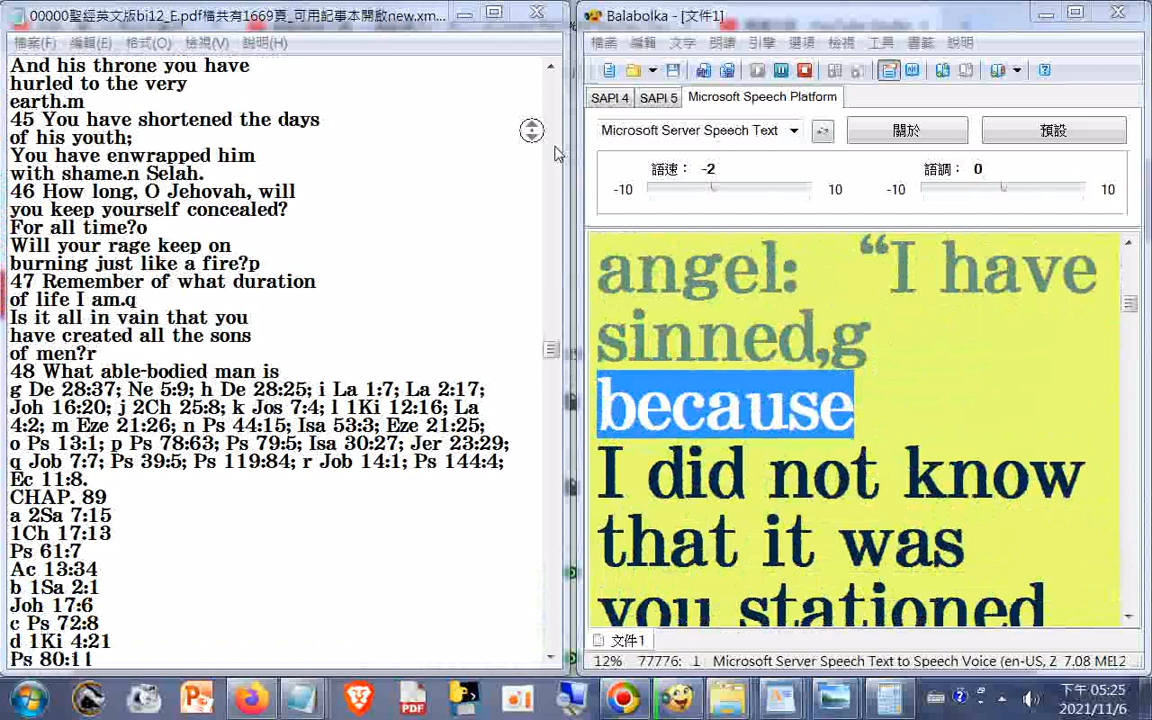 00000聖經英文版bi12_E.pdf檔共有1669頁_可用記事本開啟new.xm...
檔案(F) 編輯(E) 格式(O) 檢視(V) 說明(H)
And his throne you have
hurled to the very
earth.m
45 You have shortened the days
of his youth;
You have enwrapped him
with shame.n Selah.
46 How long, O Jehovah, will
you keep yourself concealed?
For all time?o
Will your rage keep on
burning just like a fire?p
47 Remember of what duration
of life I am.q
Is it all in vain that you
have created all the sons
of men?r
48 What able-bodied man is
g De 28:37; Ne 5:9; h De 28:25; i La 1:7; La 2:17;
Joh 16:20; j 2Ch 25:8; k Jos 7:4; l 1Ki 12:16; La
4:2; m Eze 21:26; n Ps 44:15; Isa 53:3; Eze 21:25;
o Ps 13:1; p Ps 78:63; Ps 79:5; Isa 30:27; Jer 23:29;
q Job 7:7; Ps 39:5; Ps 119:84; r Job 14:1; Ps 144:4;
Ec 11:8.
CHAP. 89
a 2Sa 7:15
1Ch 17:13
Ps 61:7
Ac 13:34
b 1Sa 2:1
Joh 17:6
c Ps 72:8
d 1Ki 4:21
Ps 80:11
Balabolka - [文件1]
檔案 編輯 文字 朗讀 引擎 選項 檢視 工具 書籤 說明
SAPI 4 SAPI 5 Microsoft Speech Platform
Microsoft Server Speech Text 關於 預設
語速： -2 語調： 0
-10 10 -10 10
angel: “I have
sinned,g
because
I did not know
that it was
you stationed
文件1
12% 77776: 1 Microsoft Server Speech Text to Speech Voice (en-US, Z 7.08 ME12
PDF
下午 05:25
2021/11/6